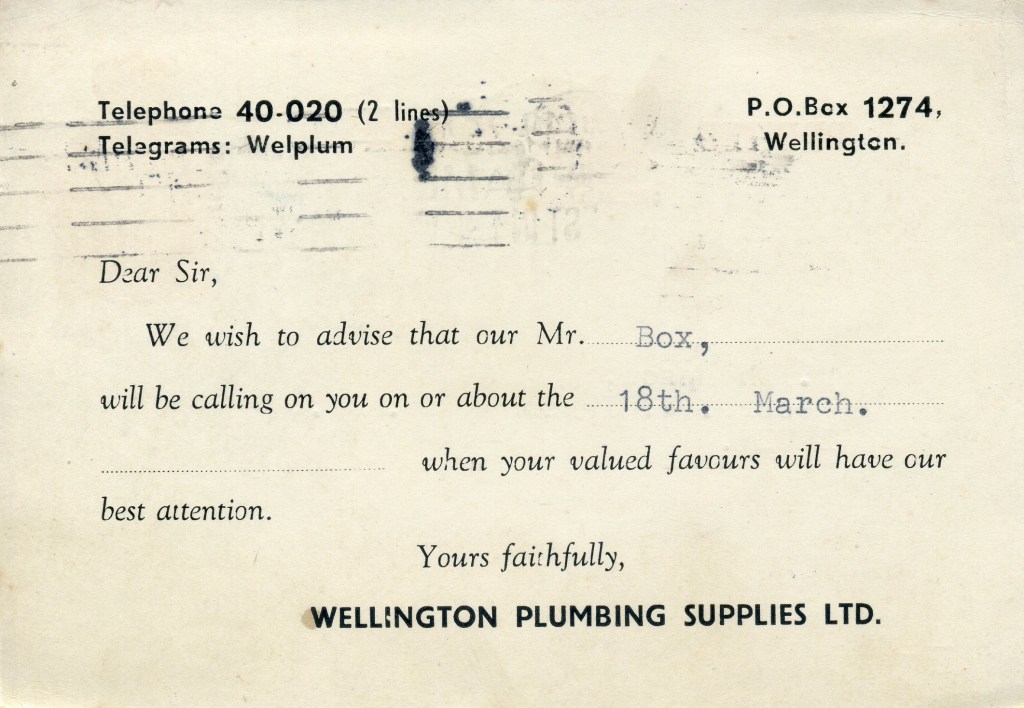 Telephone 40-020 (2 lines)
P.O.Box 1274,
Telegrams: Welplum
Wellington.
Dear Sir,
We wish to advise that our Mr. Box,
will be calling on you on or about the 18th. March.
when your valued favours will have our
best attention.
Yours faithfully,
WELLINGTON PLUMBING SUPPLIES LTD.